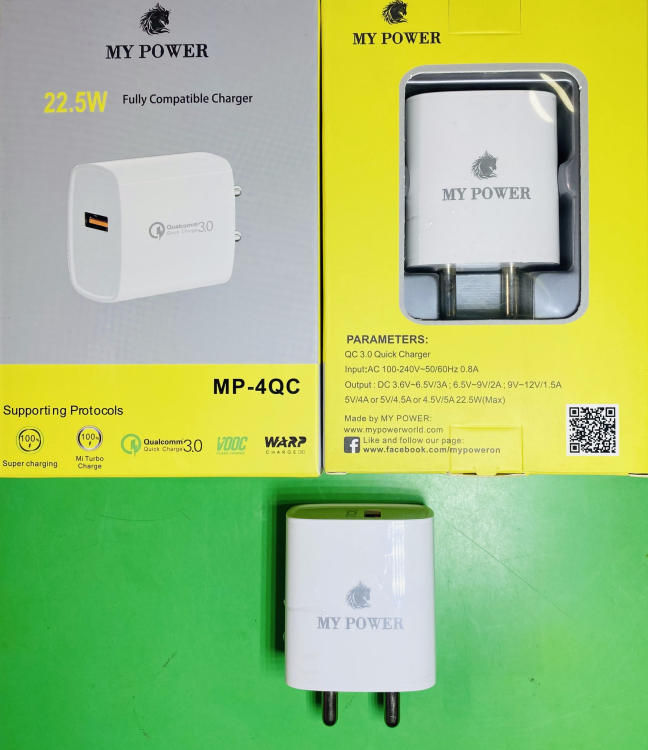 MY POWER
22.5W Fully Compatible Charger
Qualcomm
Quick Charge 3.0
MP-4QC
Supporting Protocols
100%
Super charging
100%
Mi Turbo
Charge
Qualcomm
Quick Charge 3.0
VOOC
WARP
CHARGE
MY POWER
MY POWER
PARAMETERS:
QC 3.0 Quick Charger
Input:AC 100-240V~50/60Hz 0.8A
Output : DC 3.6V~6.5V/3A ; 6.5V~9V/2A ; 9V~12V/1.5A
5V/4A or 5V/4.5A or 4.5V/5A 22.5W(Max)
Made by MY POWER:
www.mypowerworld.com
Like and follow our page:
www.facebook.com/mypoweron
MY POWER